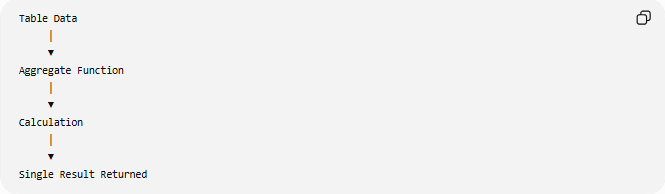 Table Data
|
▼
Aggregate Function
|
▼
Calculation
|
▼
Single Result Returned